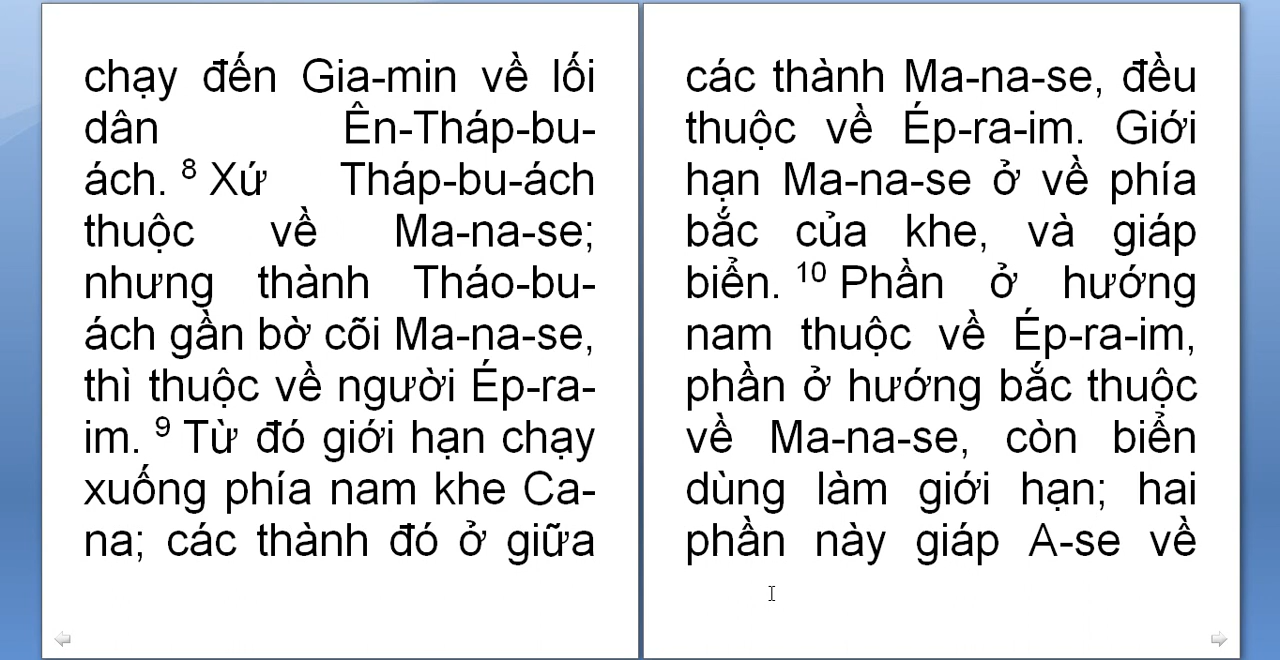 chạy đến Gia-min về lối
dân Ên-Tháp-bu-
ách. 8 Xứ Tháp-bu-ách
thuộc về Ma-na-se;
nhưng thành Tháo-bu-
ách gần bờ cõi Ma-na-se,
thì thuộc về người Ép-ra-
im. 9 Từ đó giới hạn chạy
xuống phía nam khe Ca-
na; các thành đó ở giữa
các thành Ma-na-se, đều
thuộc về Ép-ra-im. Giới
hạn Ma-na-se ở về phía
bắc của khe, và giáp
biển. 10 Phần ở hướng
nam thuộc về Ép-ra-im,
phần ở hướng bắc thuộc
về Ma-na-se, còn biển
dùng làm giới hạn; hai
phần này giáp A-se về